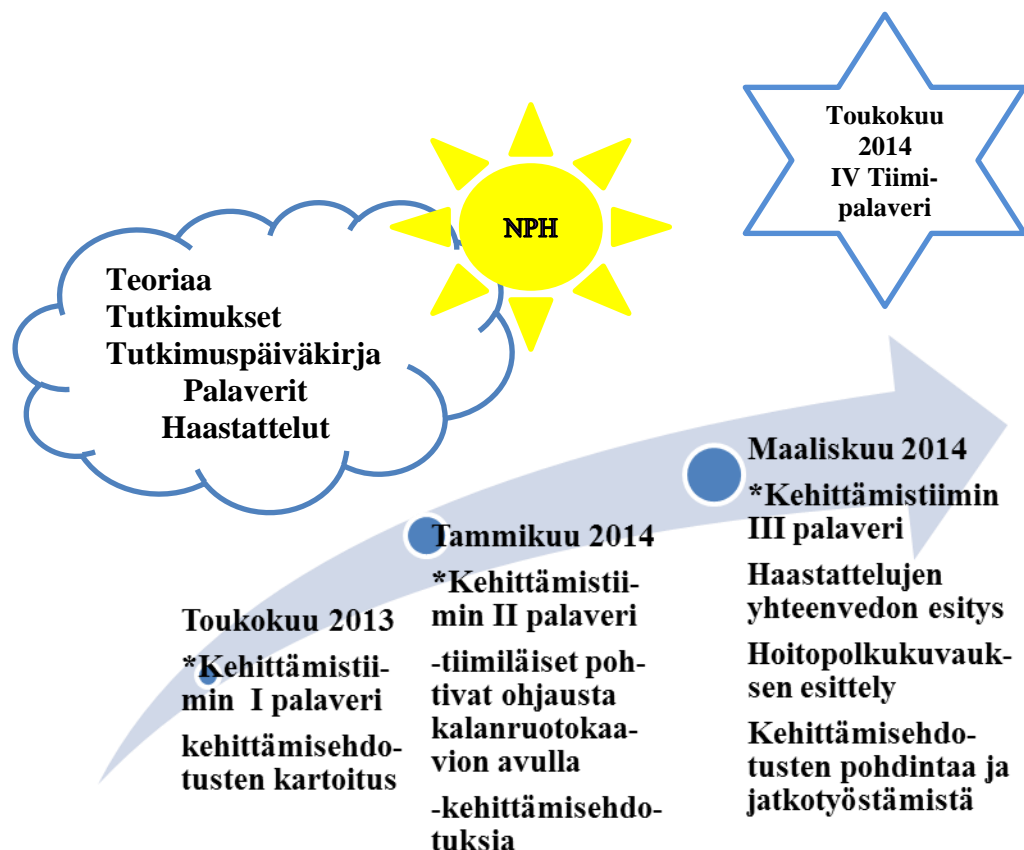 Toukokuu
2014
IV Tiimi-
palaveri
NPH
Teoriaa
Tutkimukset
Tutkimuspäiväkirja
Palaverit
Haastattelut
Toukokuu 2013
*Kehittämistii-
min I palaveri
kehittämisehdo-
tusten kartoitus
Tammikuu 2014
*Kehittämistii-
min II palaveri
-tiimiläiset poh-
tivat ohjausta
kalanruotokaa-
vion avulla
-kehittämisehdo-
tuksia
Maaliskuu 2014
*Kehittämistiimin
III palaveri
Haastattelujen
yhteenvedon esitys
Hoitopolkukuvauk-
sen esittely
Kehittämisehdo-
tusten pohdintaa ja
jatkotyöstämistä